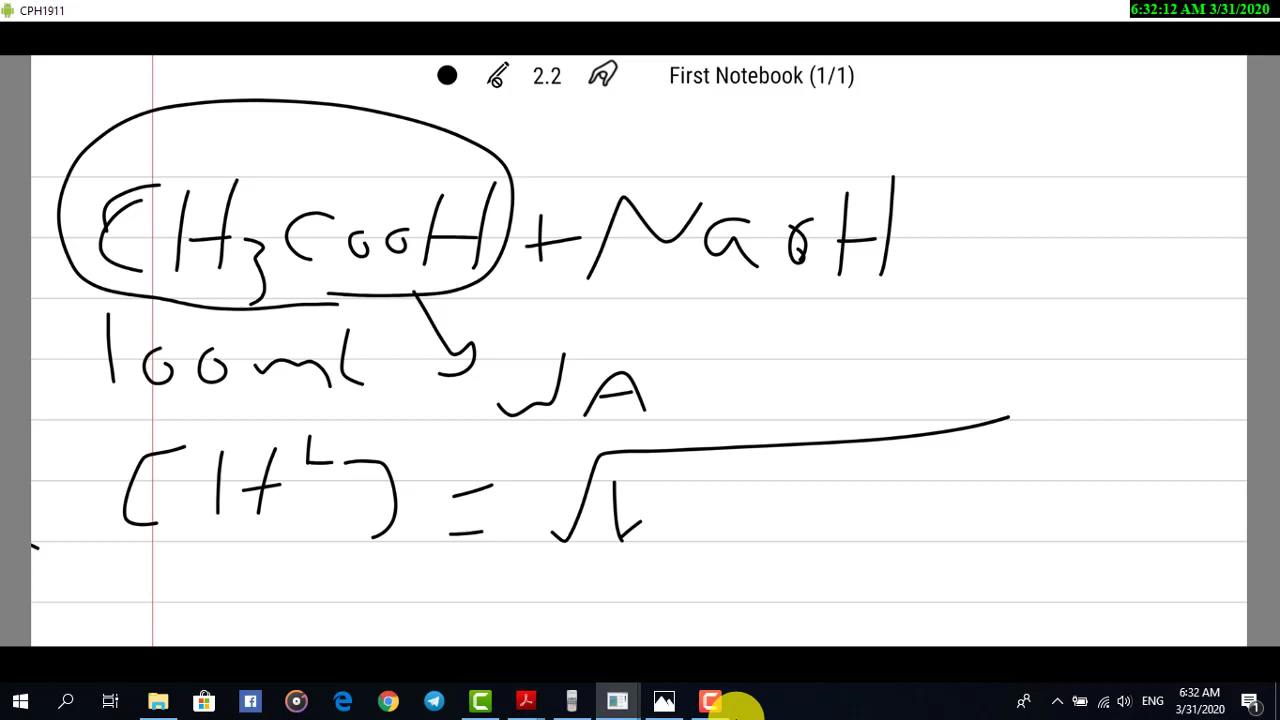 CPH1911
6:32:12 AM 3/31/2020
2.2 First Notebook (1/1)
CH3COOH + NaOH
100ml
WA
[H+] = √
ENG
6:32 AM
3/31/2020